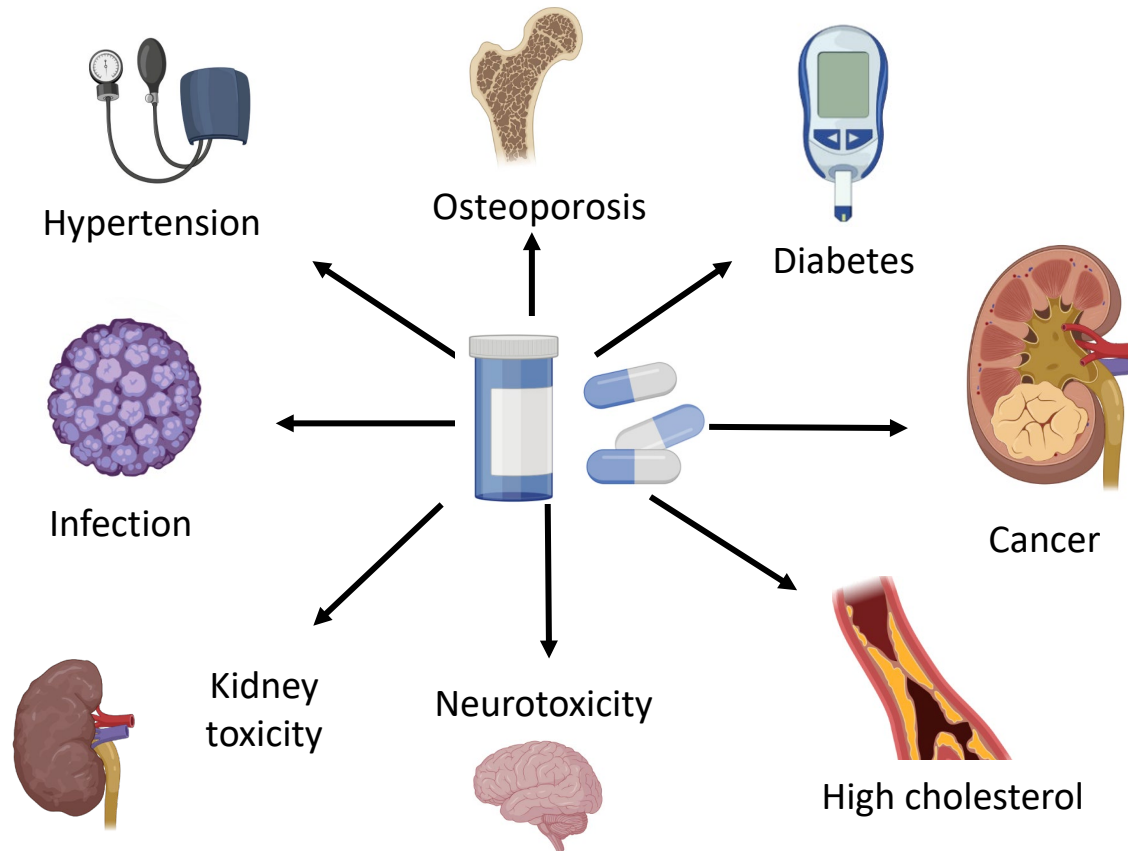 Hypertension
Osteoporosis
Diabetes
Infection
Cancer
Kidney
toxicity
Neurotoxicity
High cholesterol